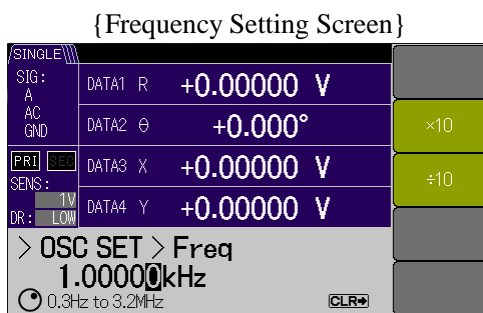 {Frequency Setting Screen}
SINGLE
SIG:
A
AC
GND
PRI SEC
SENS:
1V
DR: LOW
DATA1 R +0.00000 V
DATA2 θ +0.000°
DATA3 X +0.00000 V
DATA4 Y +0.00000 V
×10
÷10
> OSC SET > Freq
1.00000kHz
0.3Hz to 3.2MHz CLR